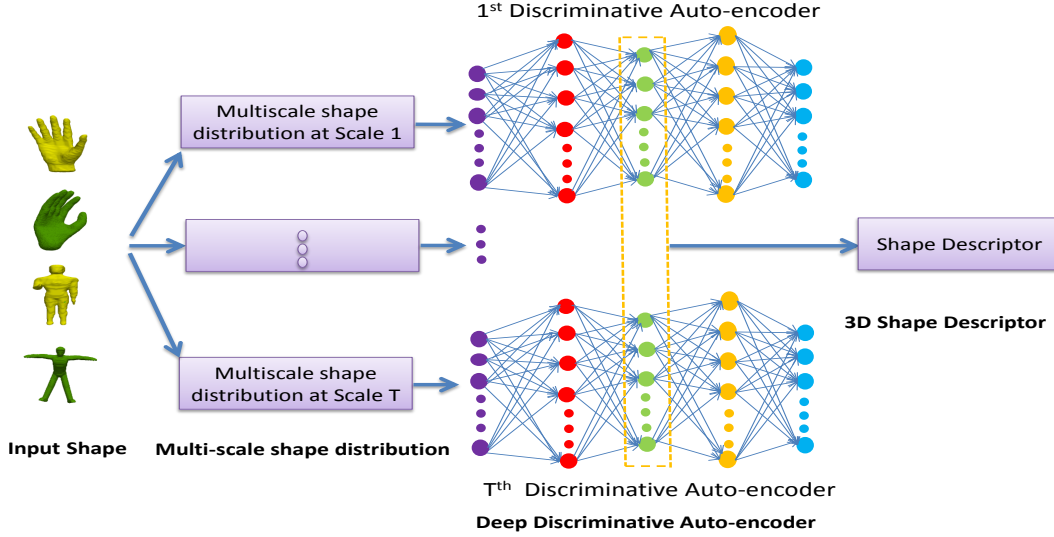 1st Discriminative Auto-encoder
Multiscale shape
distribution at Scale 1
Shape Descriptor
3D Shape Descriptor
Multiscale shape
distribution at Scale T
Input Shape
Multi-scale shape distribution
Tth Discriminative Auto-encoder
Deep Discriminative Auto-encoder